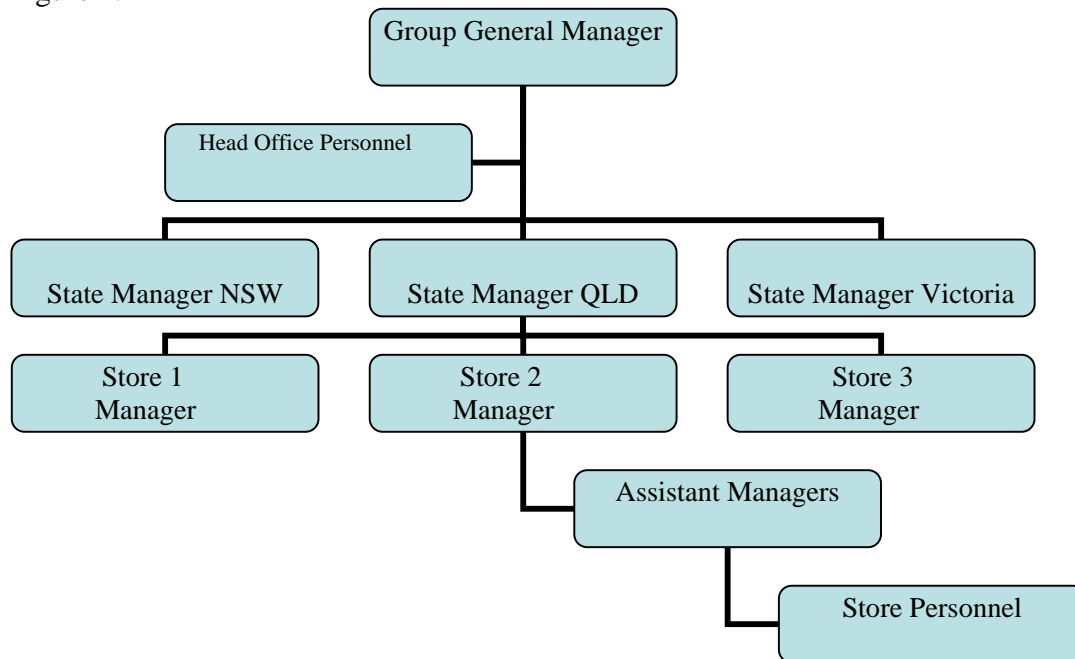 Group General Manager
Head Office Personnel
State Manager NSW
State Manager QLD
State Manager Victoria
Store 1
Manager
Store 2
Manager
Store 3
Manager
Assistant Managers
Store Personnel